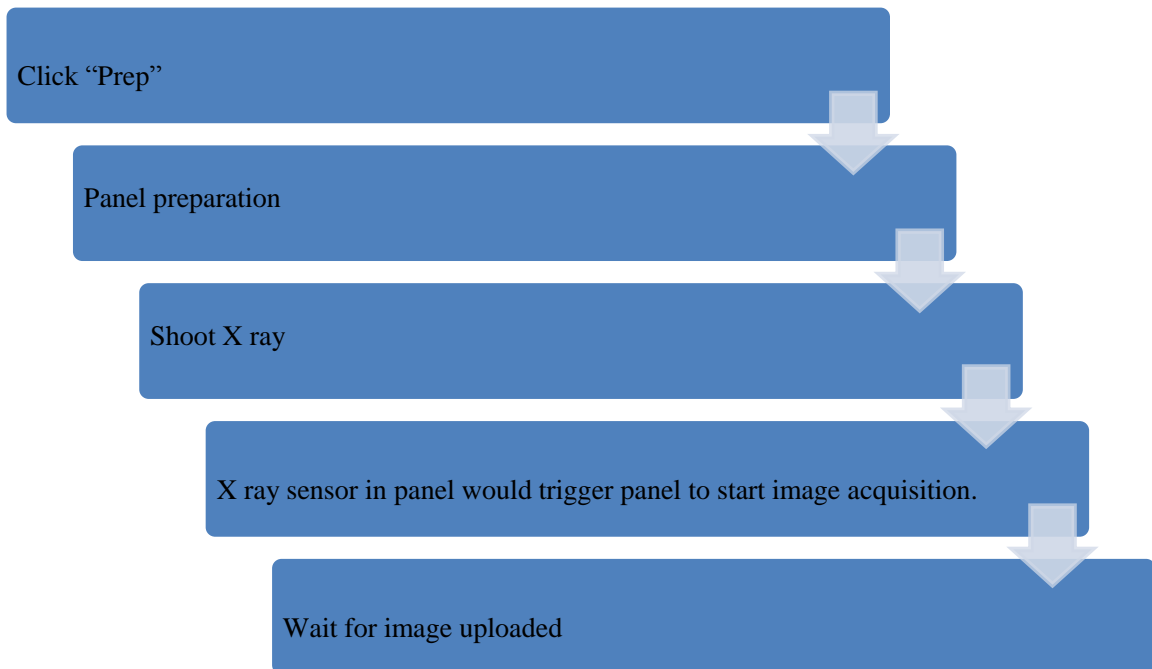 Click “Prep”
Panel preparation
Shoot X ray
X ray sensor in panel would trigger panel to start image acquisition.
Wait for image uploaded